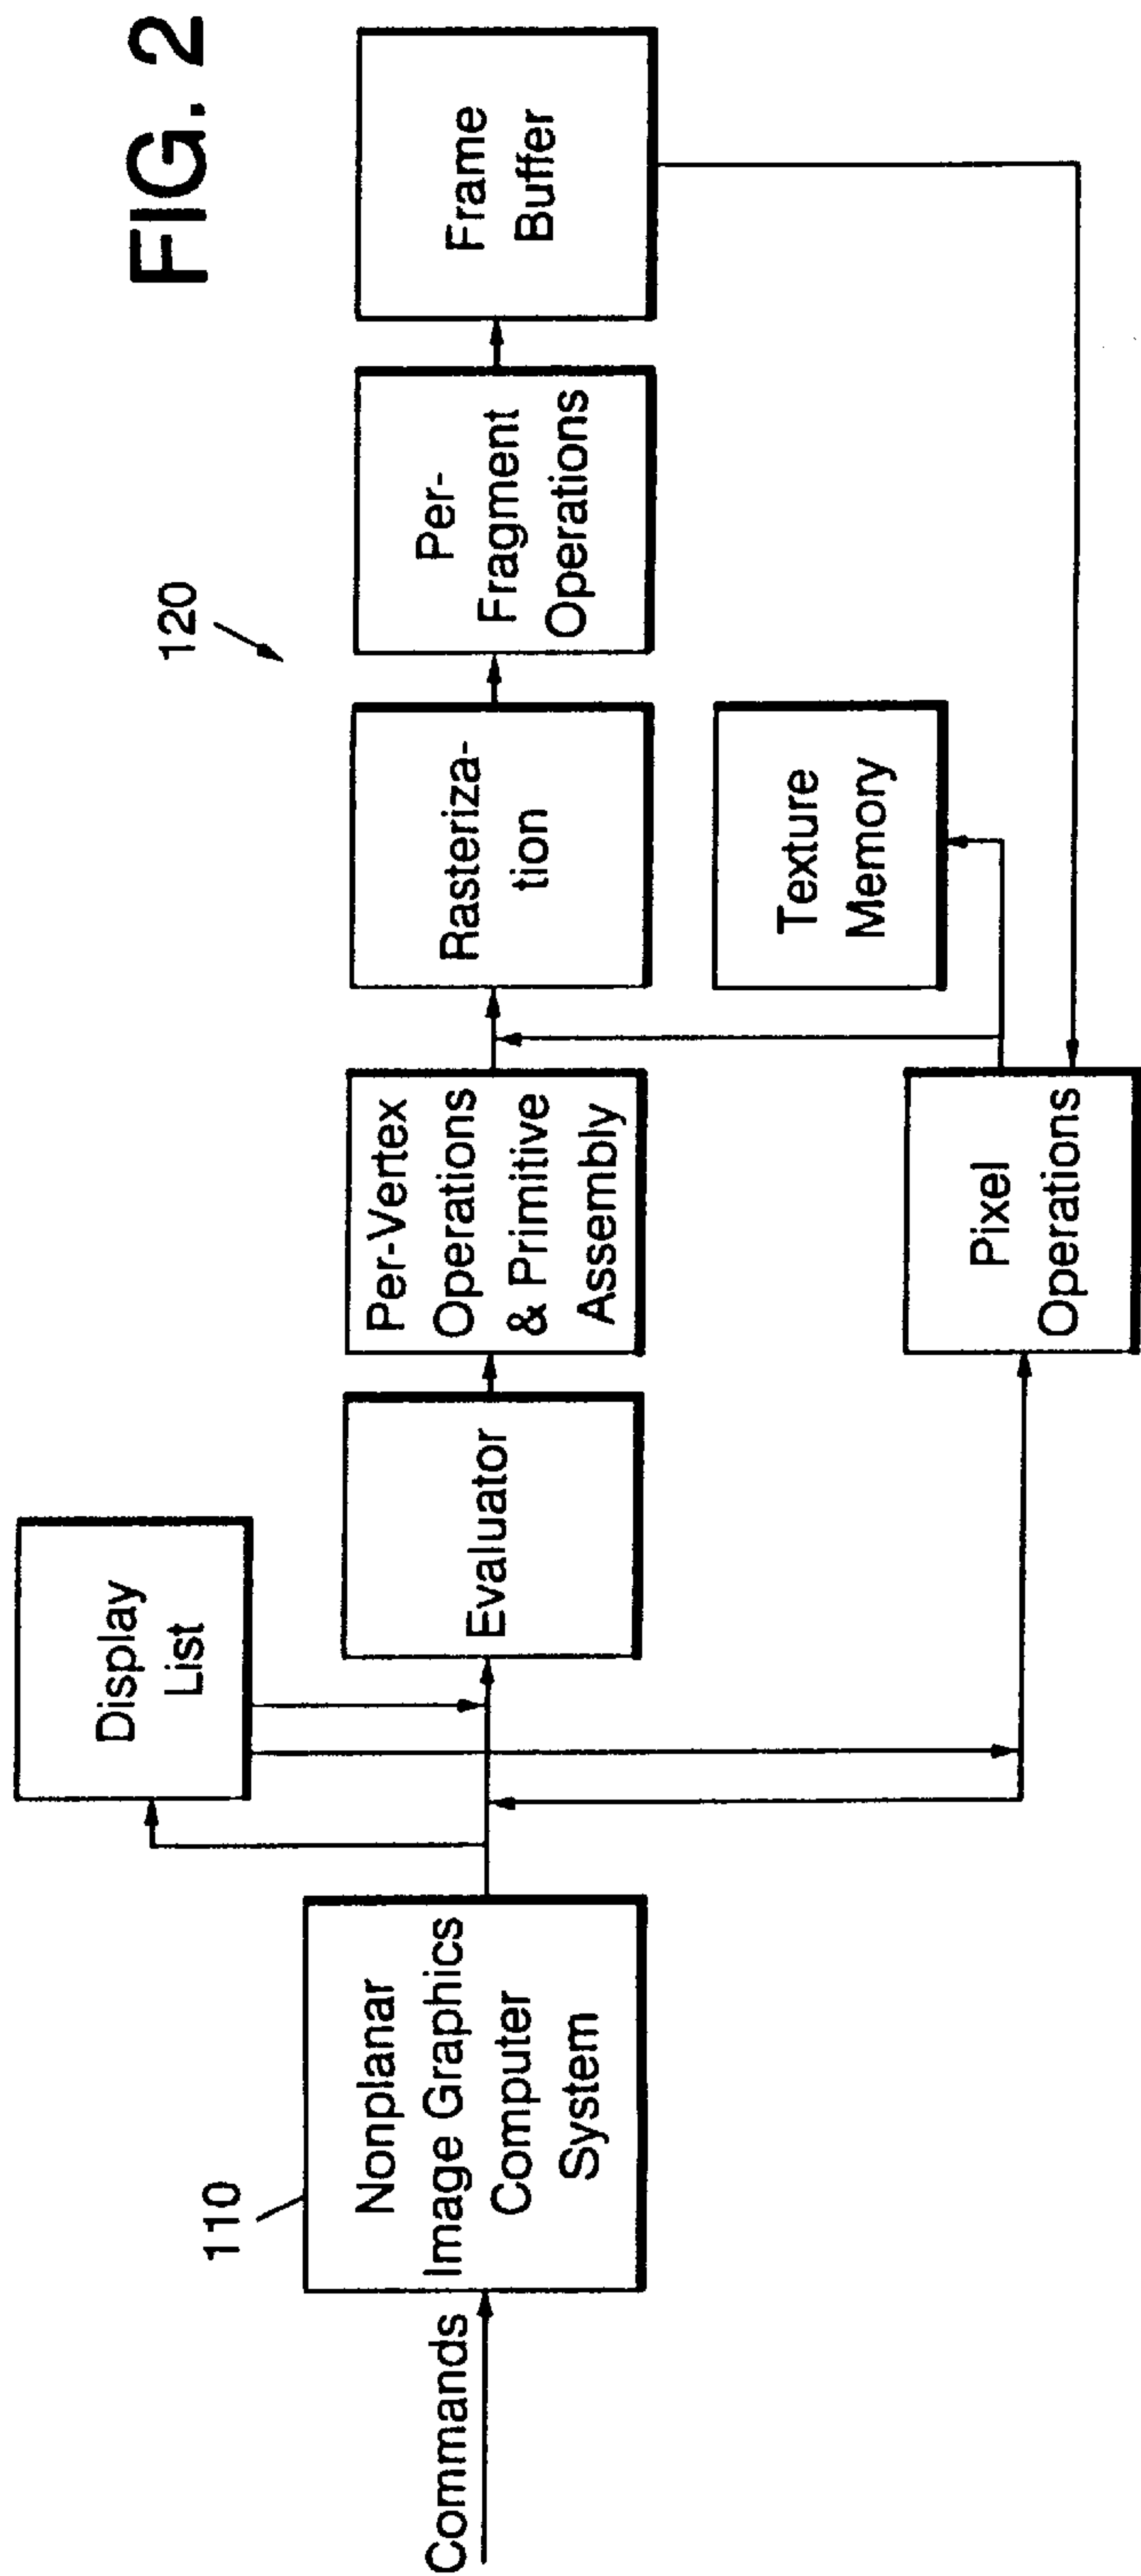 FIG. 2
120
110
Commands
Nonplanar
Image Graphics
Computer
System
Display
List
Evaluator
Per-Vertex
Operations
& Primitive
Assembly
Rasteriza-
tion
Per-
Fragment
Operations
Frame
Buffer
Texture
Memory
Pixel
Operations